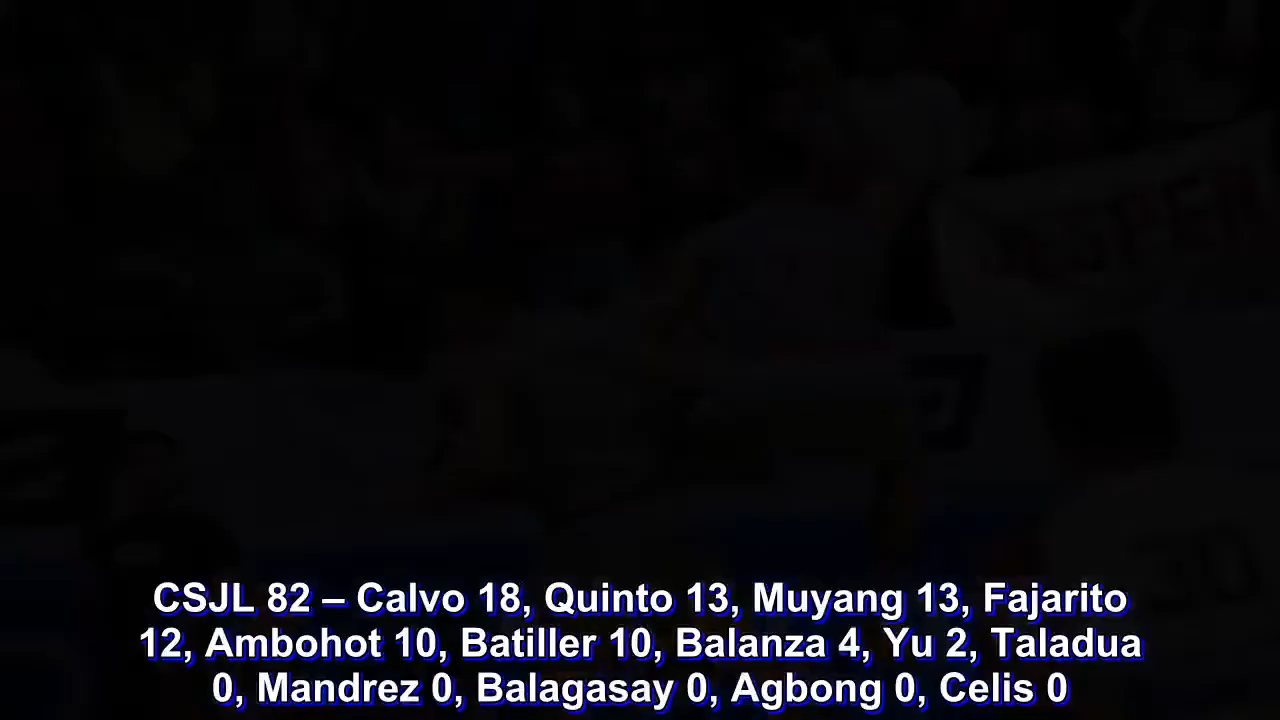 CSJL 82 – Calvo 18, Quinto 13, Muyang 13, Fajarito
12, Ambohot 10, Batiller 10, Balanza 4, Yu 2, Taladua
0, Mandrez 0, Balagasay 0, Agbong 0, Celis 0